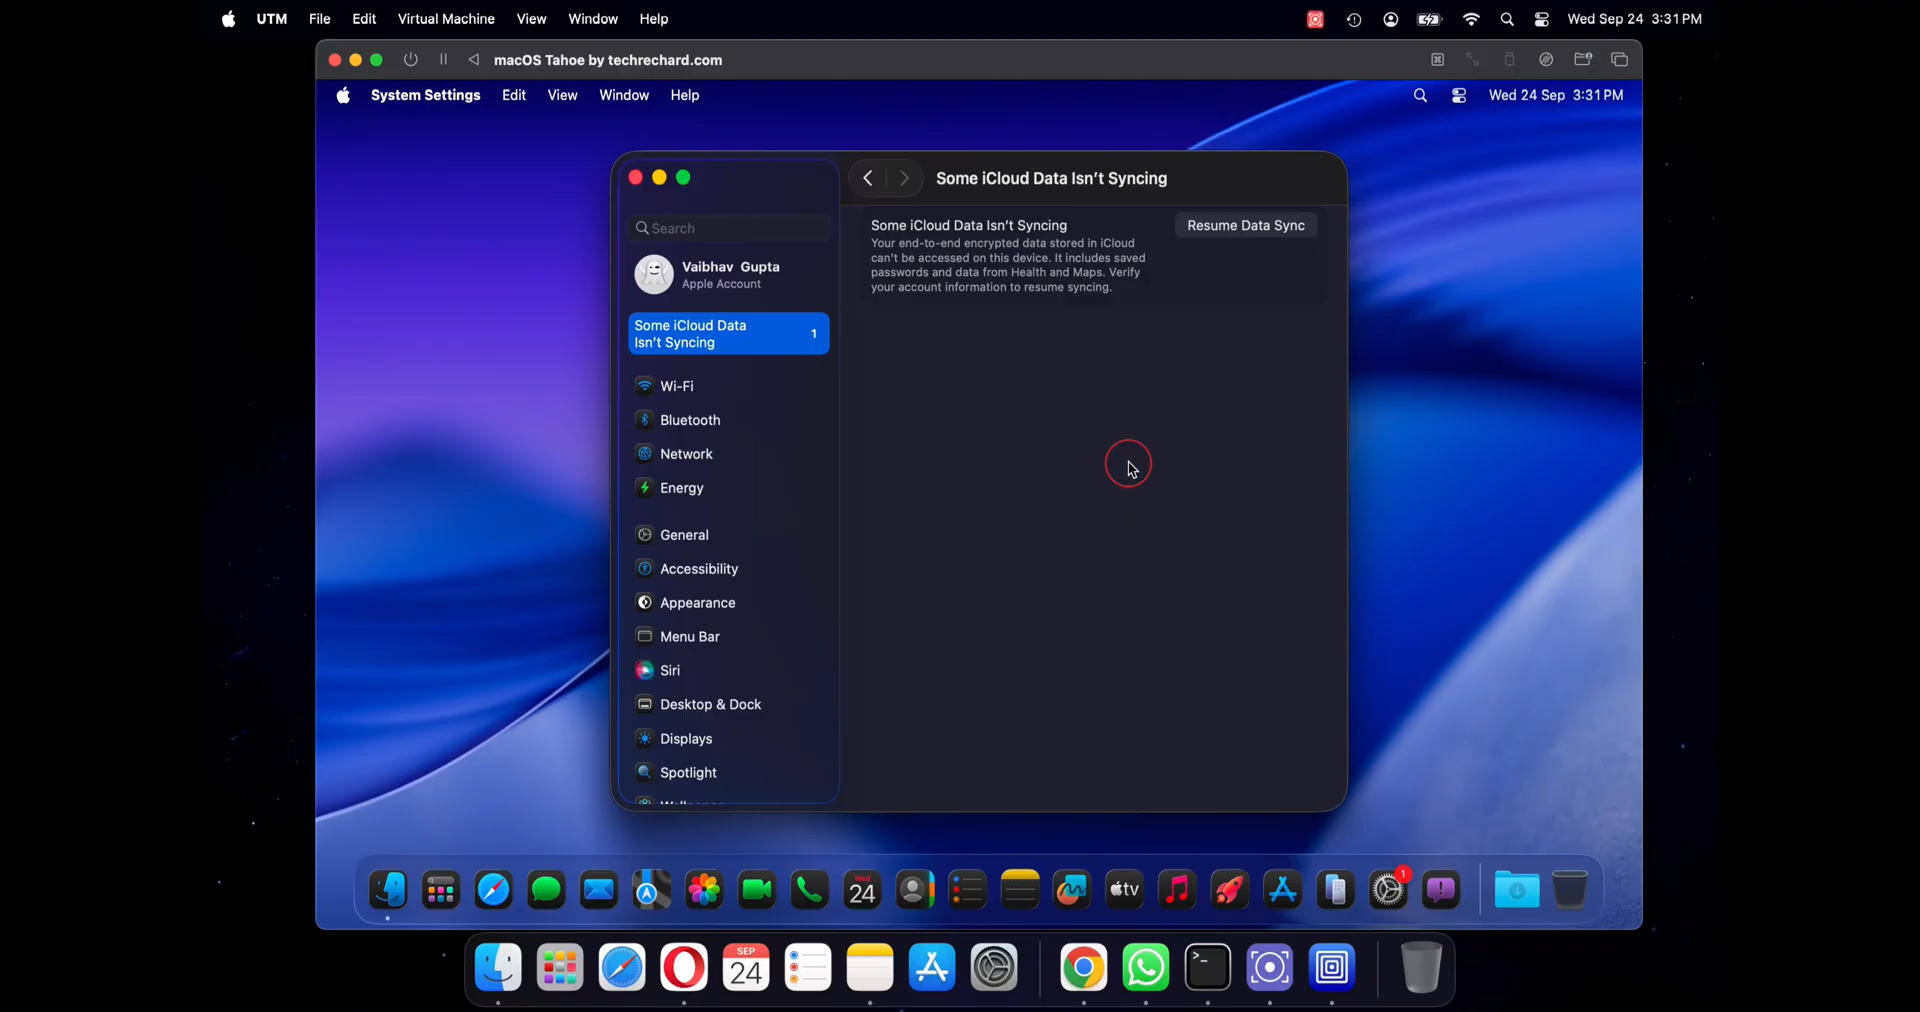 UTM File Edit Virtual Machine View Window Help Wed Sep 24 3:31 PM
macOS Tahoe by techrechard.com
System Settings Edit View Window Help Wed 24 Sep 3:31 PM
Some iCloud Data Isn't Syncing
Search
Vaibhav Gupta
Apple Account
Some iCloud Data
Isn't Syncing
1
Wi-Fi
Bluetooth
Network
Energy
General
Accessibility
Appearance
Menu Bar
Siri
Desktop & Dock
Displays
Spotlight
Some iCloud Data Isn't Syncing
Resume Data Sync
Your end-to-end encrypted data stored in iCloud
can't be accessed on this device. It includes saved
passwords and data from Health and Maps. Verify
your account information to resume syncing.
Wed
24
tv
1
SEP
24
>_